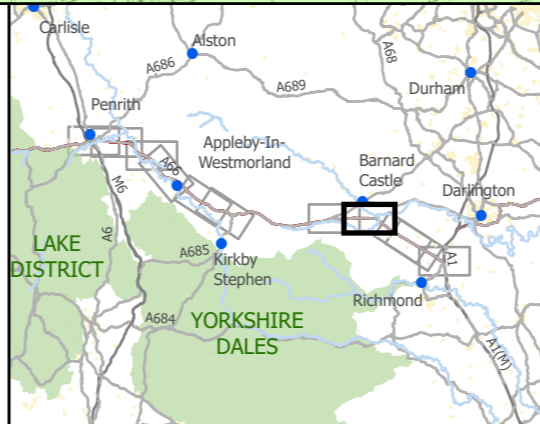 Carlisle
Alston
A68
A686
A689
Durham
Penrith
Appleby-In-
Westmorland
Barnard
Castle
Darlington
A66
M6
A6
LAKE
DISTRICT
A685
Kirkby
Stephen
A1
Richmond
A684
YORKSHIRE
DALES
A1(M)